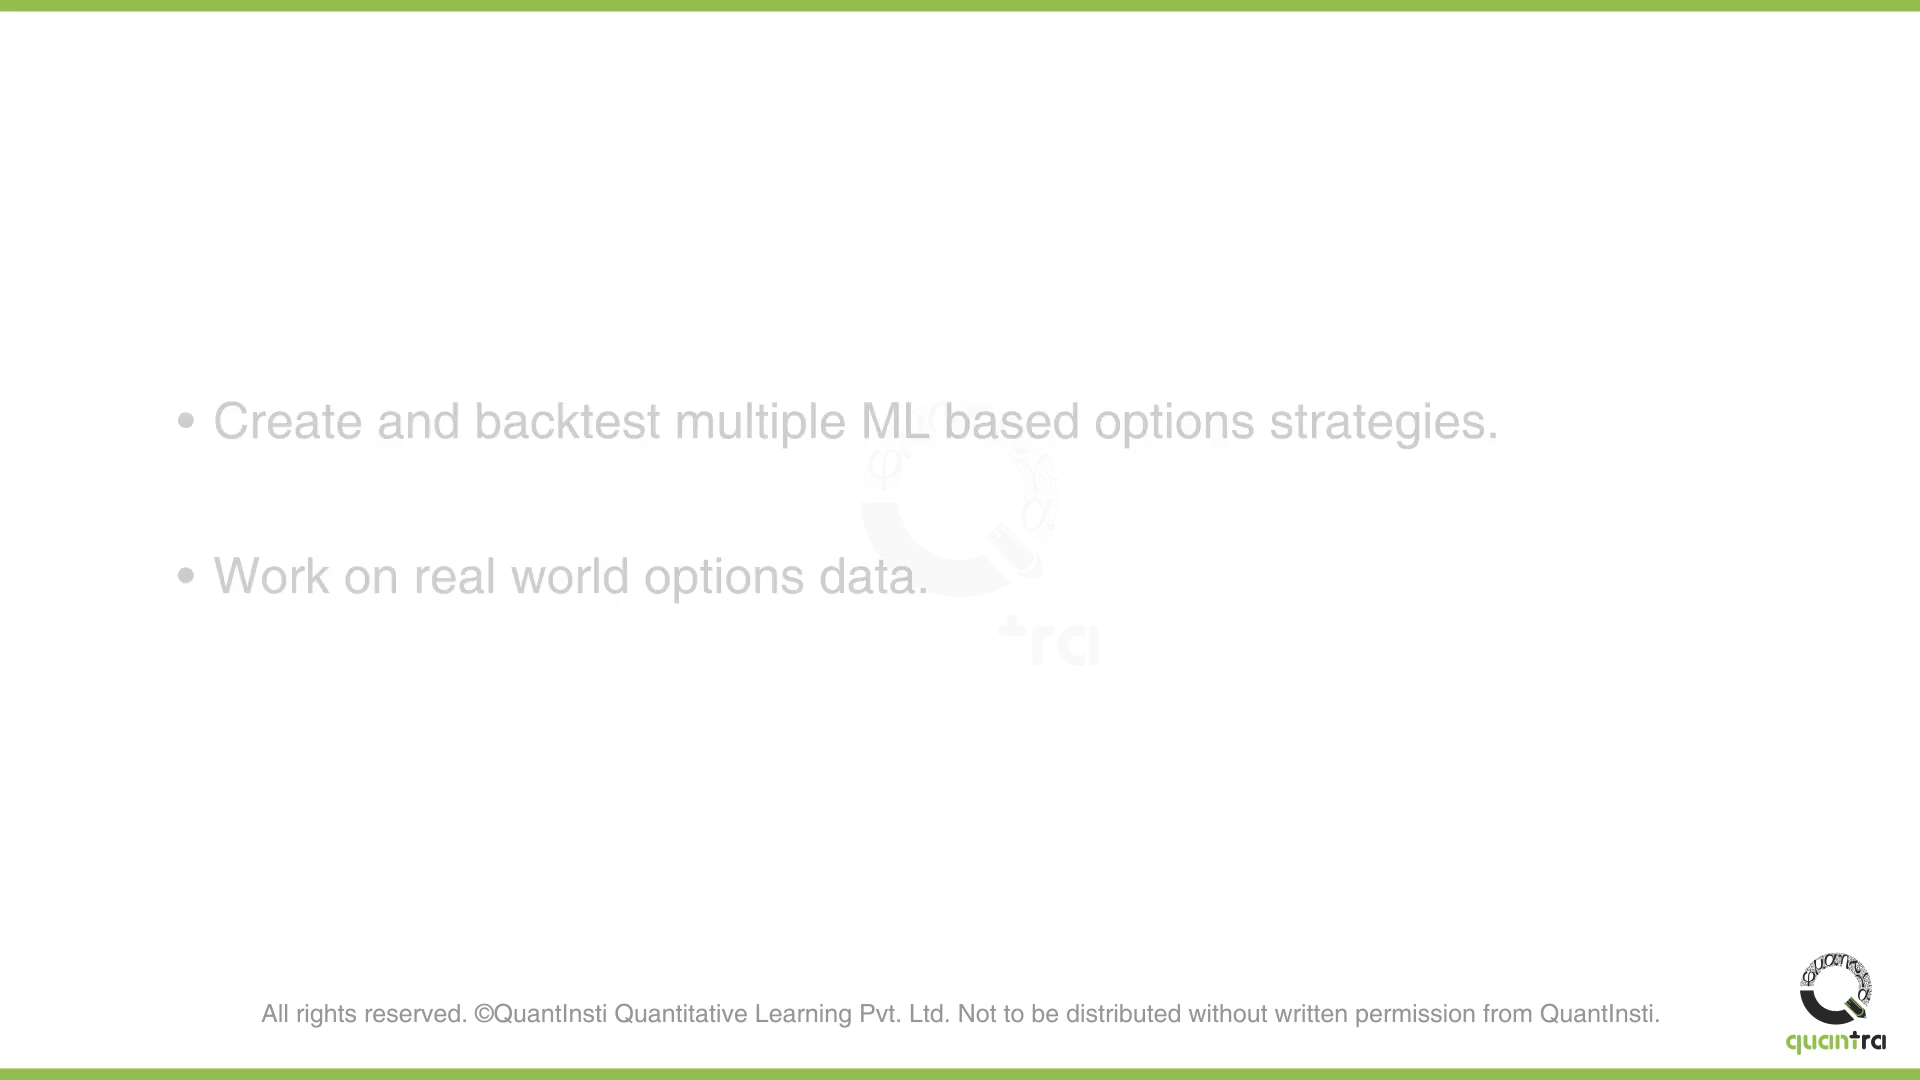 • Create and backtest multiple ML based options strategies.
• Work on real world options data.
quantra
All rights reserved. ©QuantInsti Quantitative Learning Pvt. Ltd. Not to be distributed without written permission from QuantInsti.
quantra